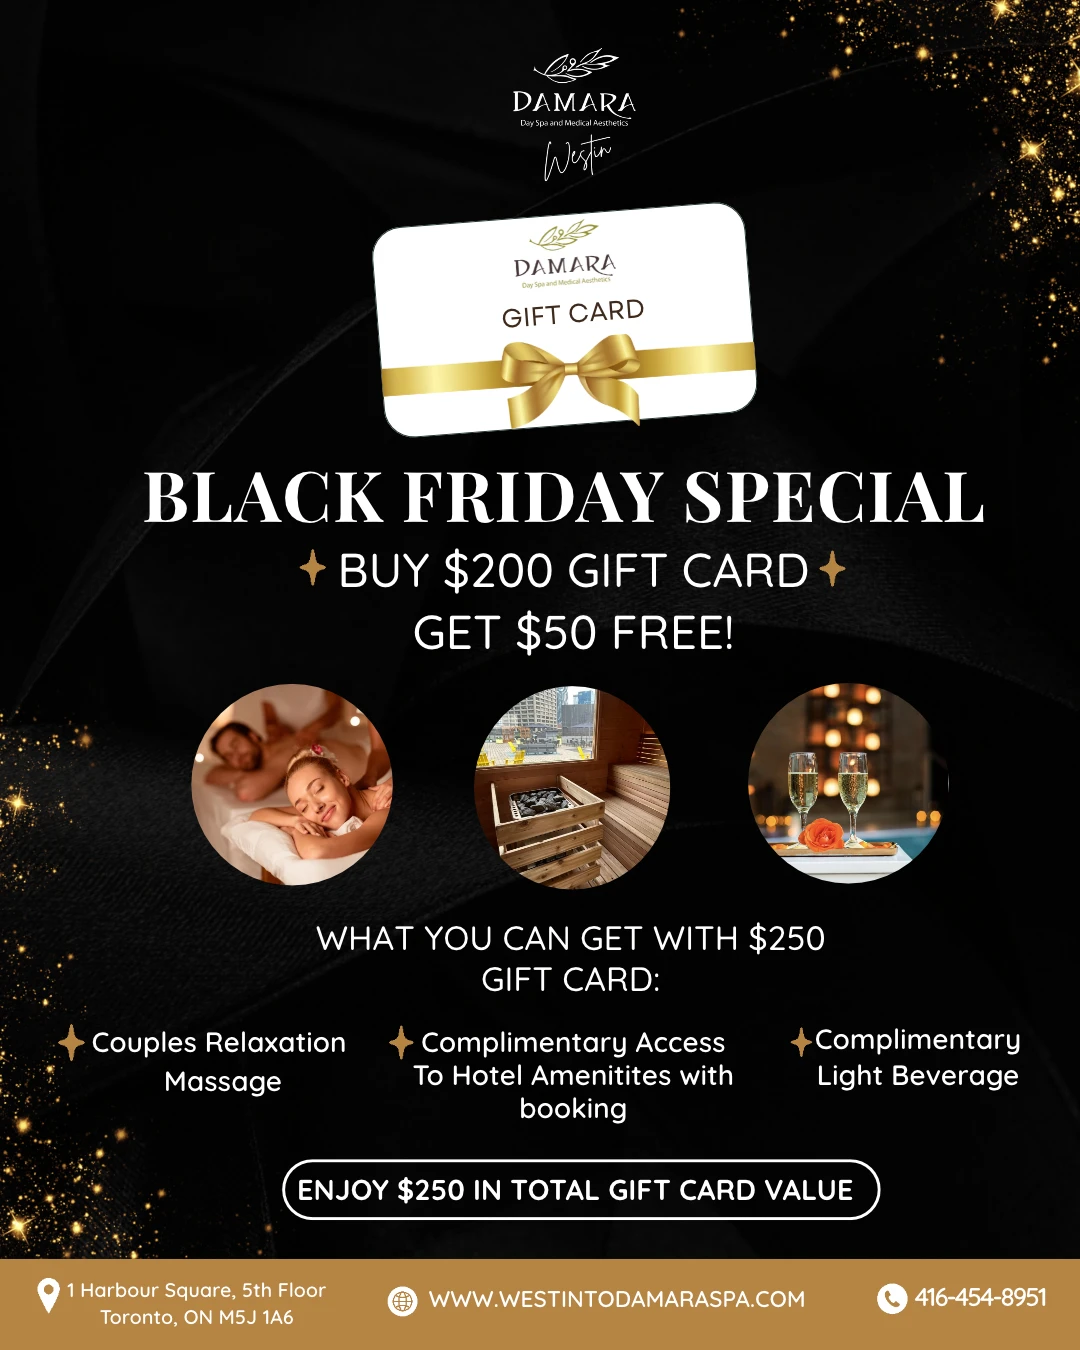 DAMARA
Day Spa and Medical Aesthetics
Westin
DAMARA
Day Spa and Medical Aesthetics
GIFT CARD
BLACK FRIDAY SPECIAL
BUY $200 GIFT CARD
GET $50 FREE!
WHAT YOU CAN GET WITH $250
GIFT CARD:
Couples Relaxation
Massage
Complimentary Access
To Hotel Amenitites with
booking
Complimentary
Light Beverage
ENJOY $250 IN TOTAL GIFT CARD VALUE
1 Harbour Square, 5th Floor
Toronto, ON M5J 1A6
WWW.WESTINTODAMARASPA.COM
416-454-8951